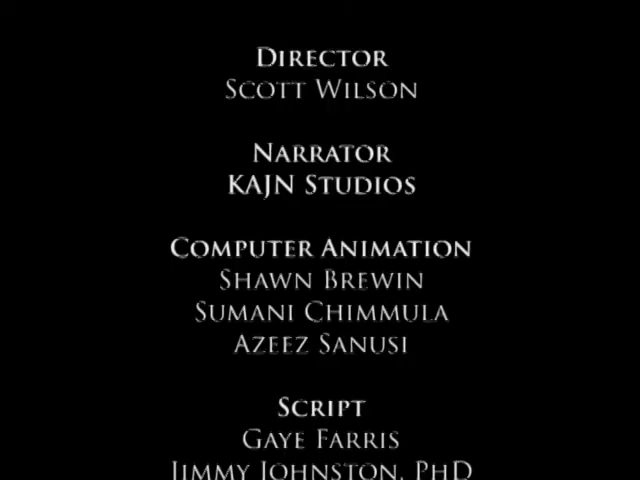 Director
Scott Wilson
Narrator
KAJN Studios
Computer Animation
Shawn Brewin
Sumani Chimmula
Azeez Sanusi
Script
Gaye Farris
Jimmy Johnston, PhD